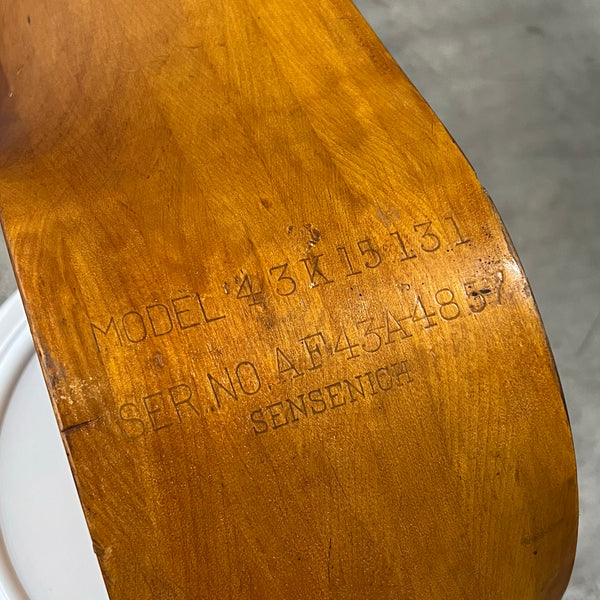 MODEL 43K15131
SER. NO. AF43A4857
SENSENICH